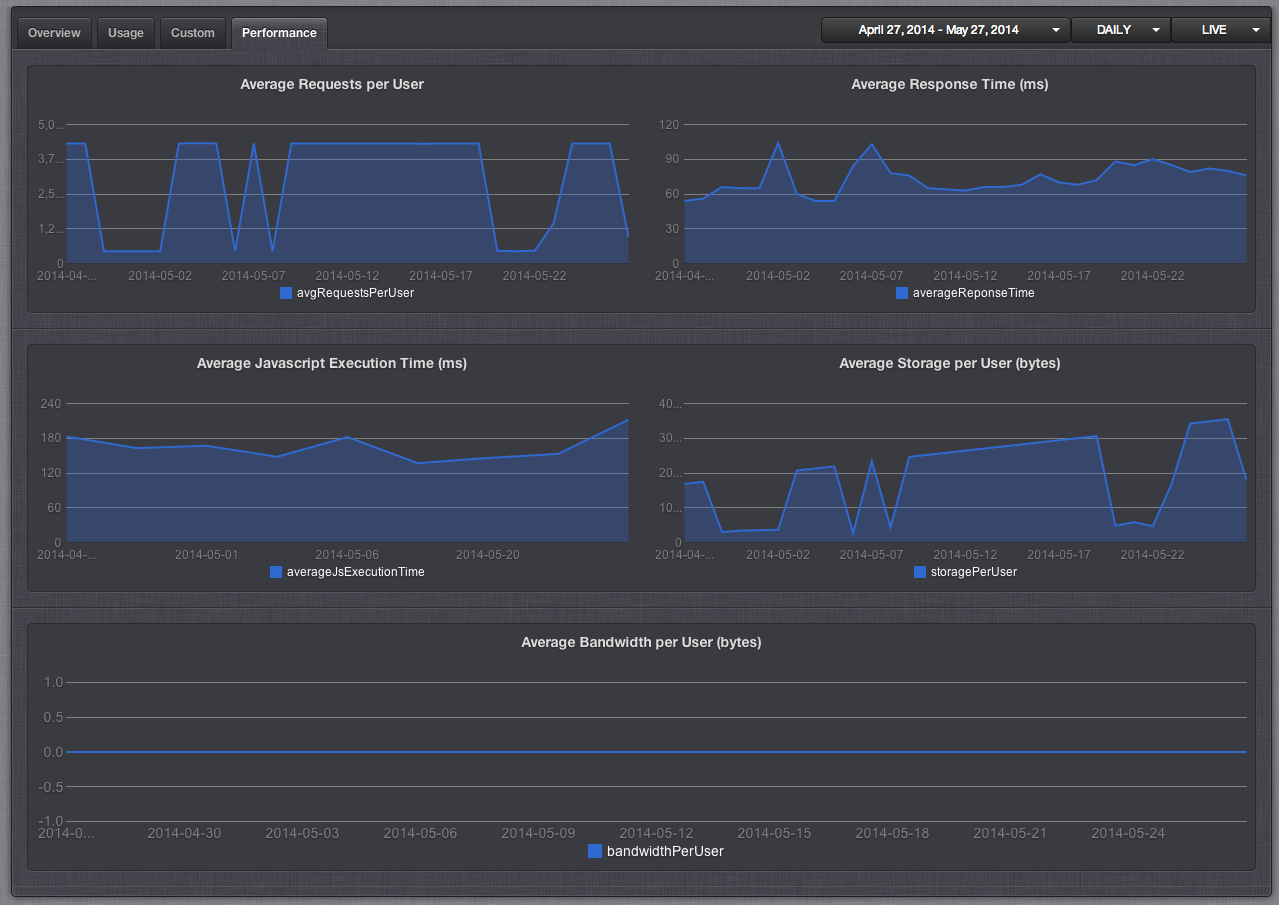 Overview Usage Custom Performance April 27, 2014 - May 27, 2014 DAILY LIVE
Average Requests per User
5,0...
3,7...
2,5...
1,2...
0
2014-04-... 2014-05-02 2014-05-07 2014-05-12 2014-05-17 2014-05-22
avgRequestsPerUser
Average Response Time (ms)
120
90
60
30
0
2014-04-... 2014-05-02 2014-05-07 2014-05-12 2014-05-17 2014-05-22
averageReponseTime
Average Javascript Execution Time (ms)
240
180
120
60
0
2014-04-... 2014-05-01 2014-05-06 2014-05-20
averageJsExecutionTime
Average Storage per User (bytes)
40...
30...
20...
10...
0
2014-04-... 2014-05-02 2014-05-07 2014-05-12 2014-05-17 2014-05-22
storagePerUser
Average Bandwidth per User (bytes)
1.0
0.5
0.0
-0.5
-1.0
2014-0... 2014-04-30 2014-05-03 2014-05-06 2014-05-09 2014-05-12 2014-05-15 2014-05-18 2014-05-21 2014-05-24
bandwidthPerUser